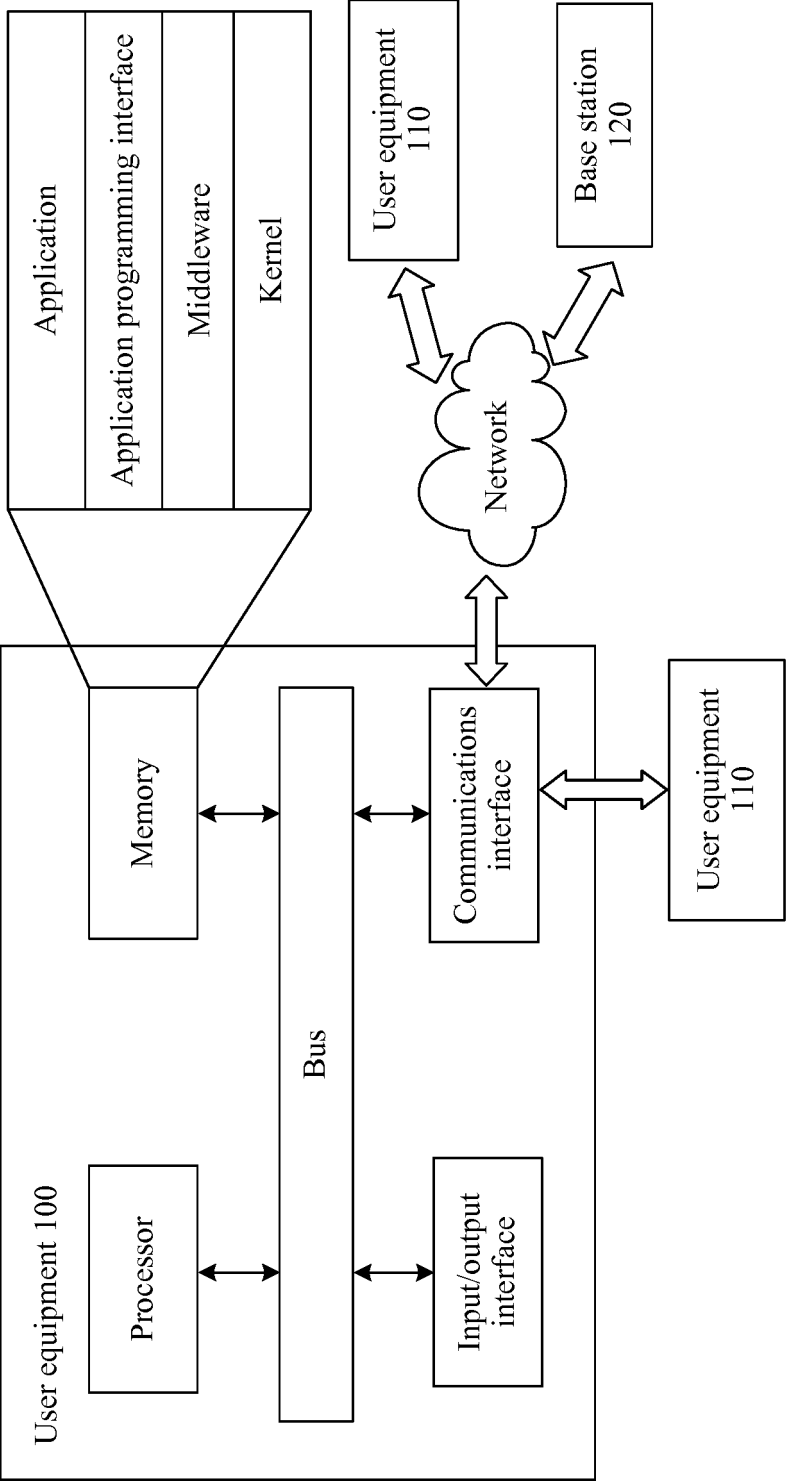 User equipment 100
Processor
Memory
Bus
Input/output
interface
Communications
interface
Application
Application programming interface
Middleware
Kernel
Network
User equipment
110
Base station
120
User equipment
110